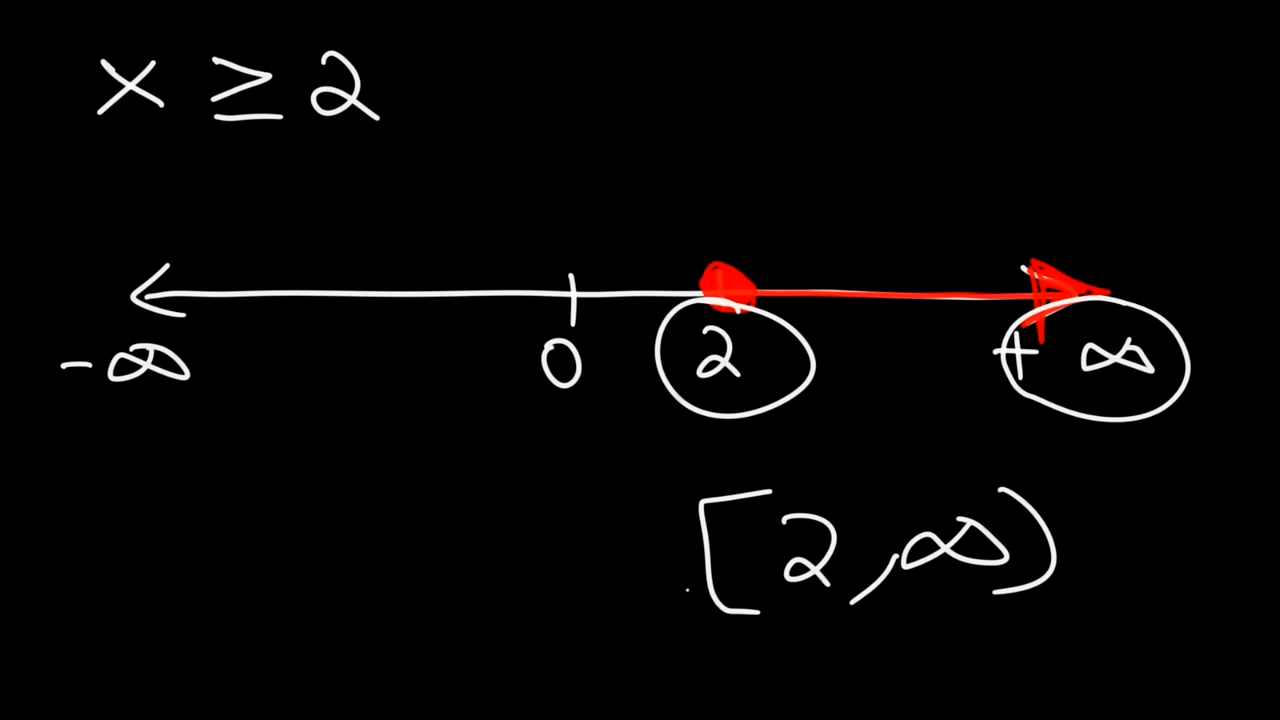 x ≥ 2
-∞ 0 2 + ∞
[2,∞)